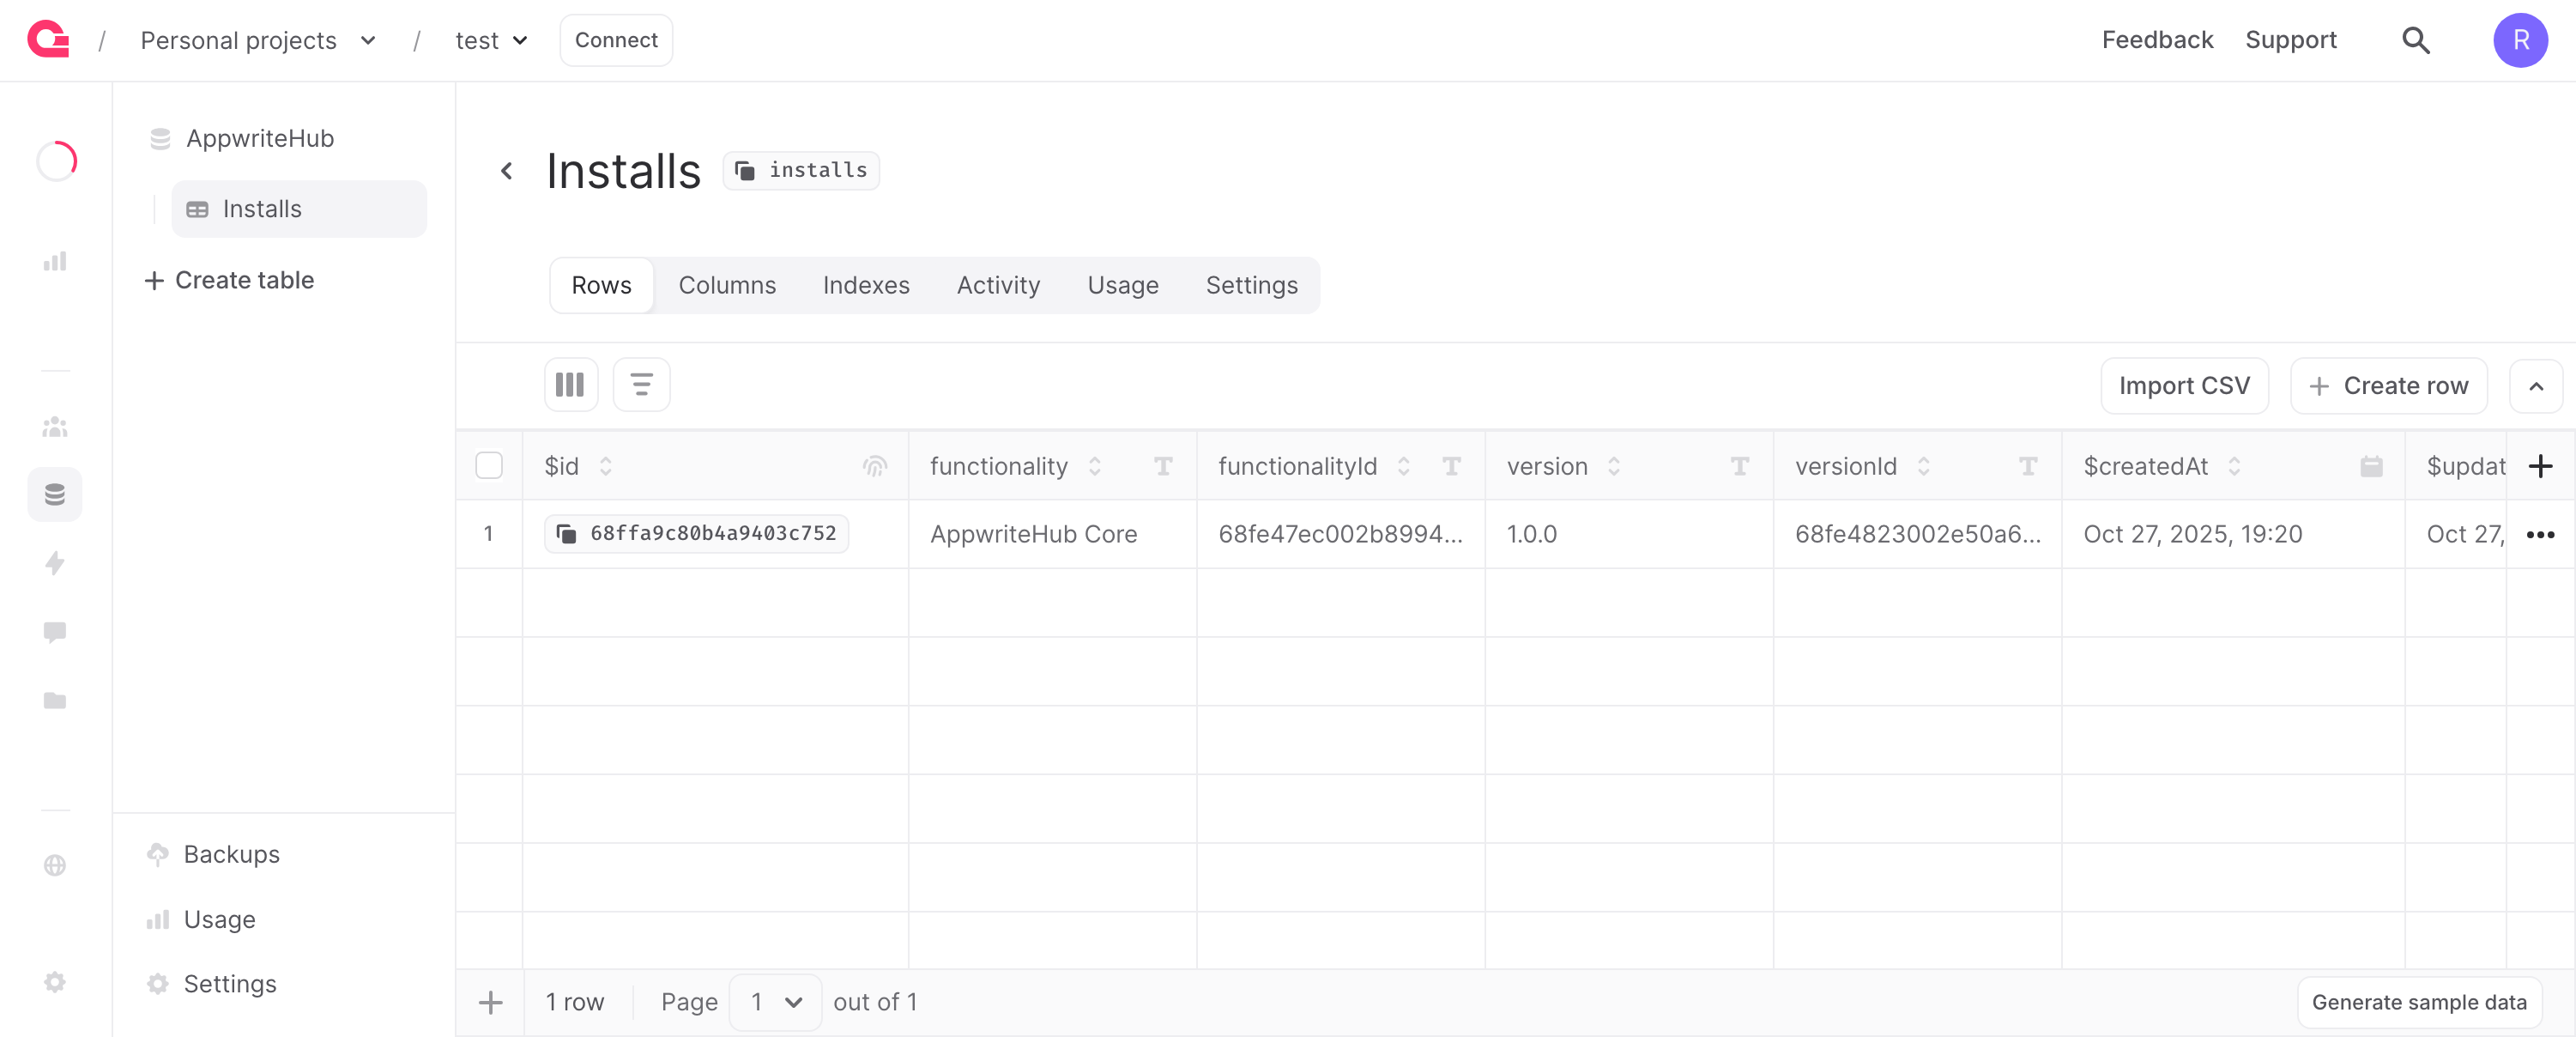 / Personal projects / test Connect Feedback Support R
AppwriteHub
Installs
Create table
Backups
Usage
Settings
Installs installs
Rows Columns Indexes Activity Usage Settings
Import CSV Create row
$id functionality functionalityId version versionId $createdAt $updat
1 68ffa9c80b4a9403c752 AppwriteHub Core 68fe47ec002b8994... 1.0.0 68fe4823002e50a6... Oct 27, 2025, 19:20 Oct 27,
1 row Page 1 out of 1 Generate sample data